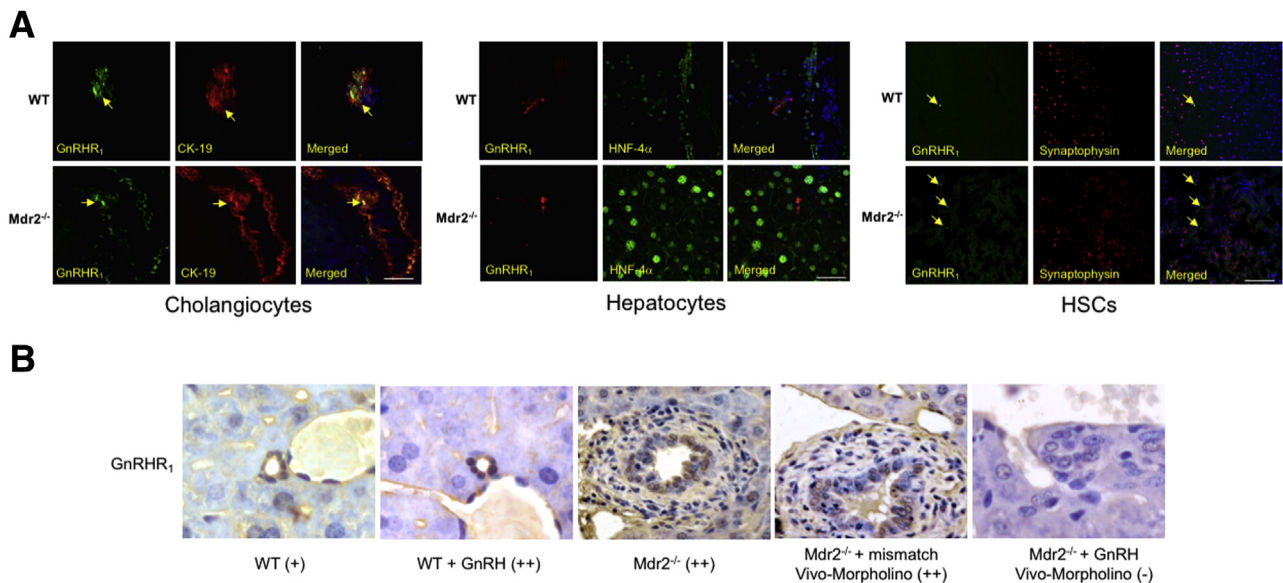 A
WT
GnRHR₁
CK-19
Merged
Mdr2⁻/⁻
GnRHR₁
CK-19
Merged
Cholangiocytes
WT
GnRHR₁
HNF-4α
Merged
Mdr2⁻/⁻
GnRHR₁
HNF-4α
Merged
Hepatocytes
WT
GnRHR₁
Synaptophysin
Merged
Mdr2⁻/⁻
GnRHR₁
Synaptophysin
Merged
HSCs
B
GnRHR₁
WT (+)
WT + GnRH (++)
Mdr2⁻/⁻ (++)
Mdr2⁻/⁻ + mismatch
Vivo-Morpholino (++)
Mdr2⁻/⁻ + GnRH
Vivo-Morpholino (-)